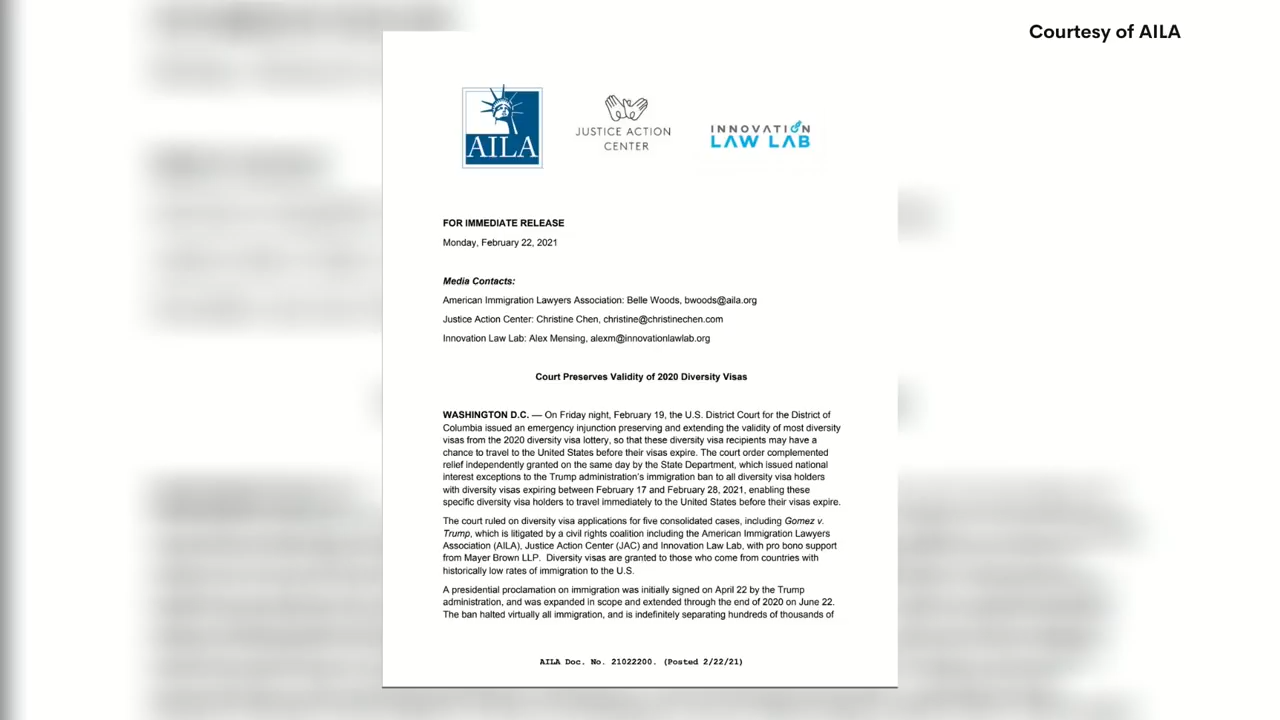 Courtesy of AILA
AILA
JUSTICE ACTION
CENTER
INNOVATION
LAW LAB
FOR IMMEDIATE RELEASE
Monday, February 22, 2021
Media Contacts:
American Immigration Lawyers Association: Belle Woods, bwoods@aila.org
Justice Action Center: Christine Chen, christine@christinechen.com
Innovation Law Lab: Alex Mensing, alexm@innovationlawlab.org
Court Preserves Validity of 2020 Diversity Visas
WASHINGTON D.C. — On Friday night, February 19, the U.S. District Court for the District of
Columbia issued an emergency injunction preserving and extending the validity of most diversity
visas from the 2020 diversity visa lottery, so that these diversity visa recipients may have a
chance to travel to the United States before their visas expire. The court order complemented
relief independently granted on the same day by the State Department, which issued national
interest exceptions to the Trump administration's immigration ban to all diversity visa holders
with diversity visas expiring between February 17 and February 28, 2021, enabling these
specific diversity visa holders to travel immediately to the United States before their visas expire.
The court ruled on diversity visa applications for five consolidated cases, including Gomez v.
Trump, which is litigated by a civil rights coalition including the American Immigration Lawyers
Association (AILA), Justice Action Center (JAC) and Innovation Law Lab, with pro bono support
from Mayer Brown LLP. Diversity visas are granted to those who come from countries with
historically low rates of immigration to the U.S.
A presidential proclamation on immigration was initially signed on April 22 by the Trump
administration, and was expanded in scope and extended through the end of 2020 on June 22.
The ban halted virtually all immigration, and is indefinitely separating hundreds of thousands of
AILA Doc. No. 21022200. (Posted 2/22/21)